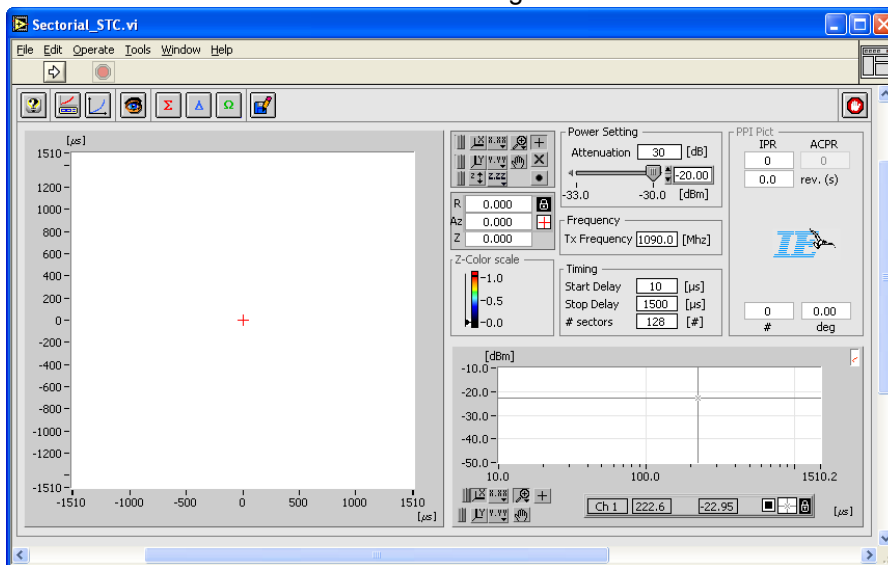 Sectorial_STC.vi
File Edit Operate Tools Window Help
Σ Δ Ω
[µs]
1510
1200
1000
800
600
400
200
0
-200
-400
-600
-800
-1000
-1200
-1510
-1510 -1000 -500 0 500 1000 1510
[µs]
R 0.000
Az 0.000
Z 0.000
Z-Color scale
1.0
0.5
0.0
Power Setting
Attenuation 30 [dB]
-20.00
-33.0 -30.0 [dBm]
Frequency
Tx Frequency 1090.0 [Mhz]
Timing
Start Delay 10 [µs]
Stop Delay 1500 [µs]
# sectors 128 [#]
PPI Pict
IPR ACPR
0 0
0.0 rev. (s)
IE
0 0.00
# deg
[dBm]
-10.0
-20.0
-30.0
-40.0
-50.0
10.0 100.0 1510.2
Ch 1 222.6 -22.95
[µs]